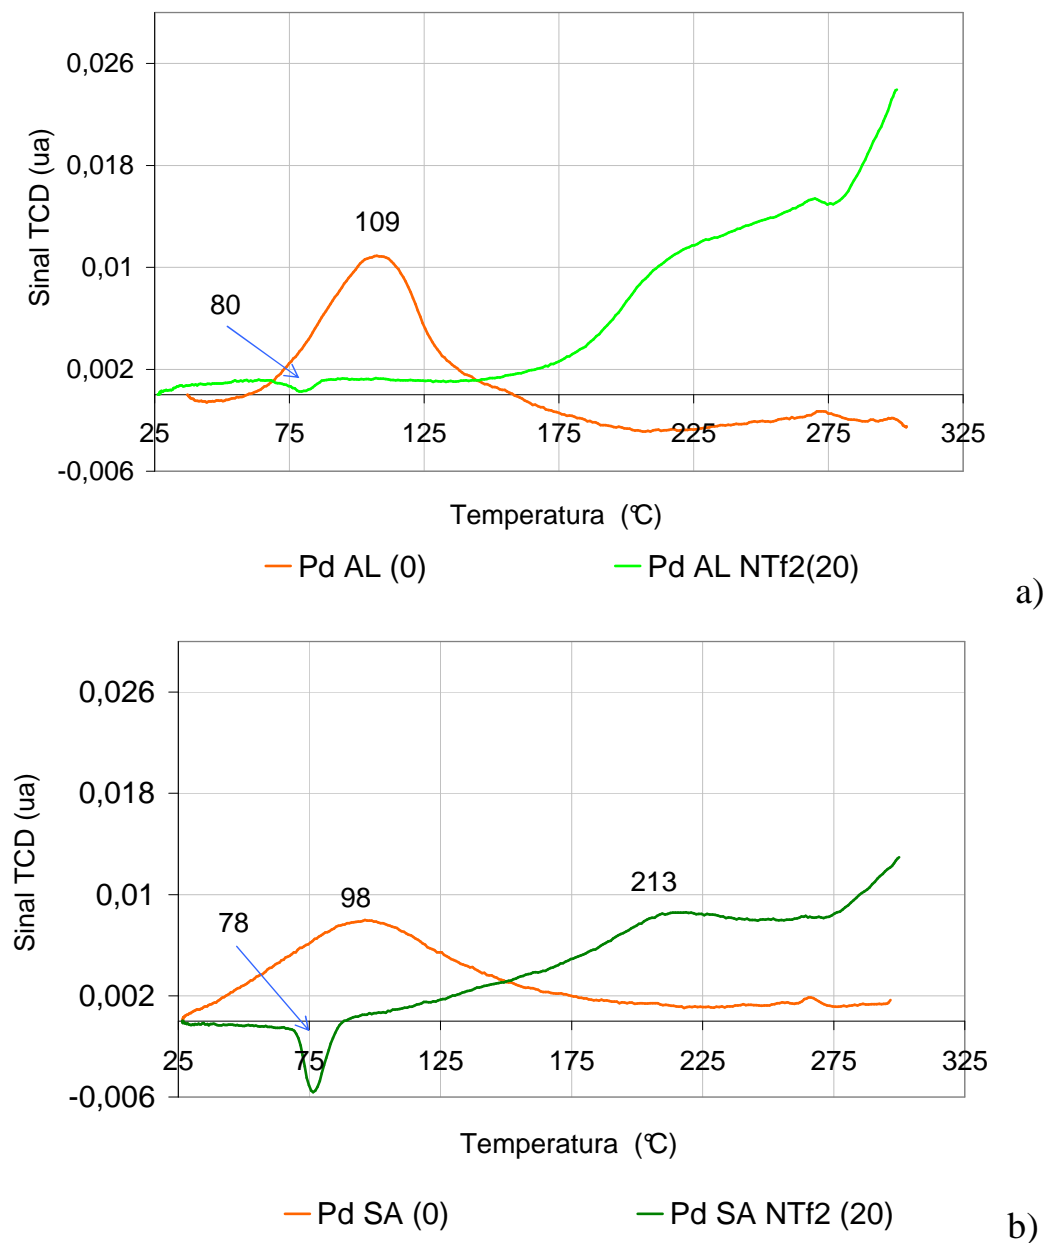 0,026
Sinal TCD (ua)
0,018
109
0,01
80
0,002
25 75 125 175 225 275 325
-0,006
Temperatura (°C)
Pd AL (0) Pd AL NTf2(20)
a)
0,026
Sinal TCD (ua)
0,018
0,01
98 213
78
0,002
25 75 125 175 225 275 325
-0,006
Temperatura (°C)
Pd SA (0) Pd SA NTf2 (20)
b)